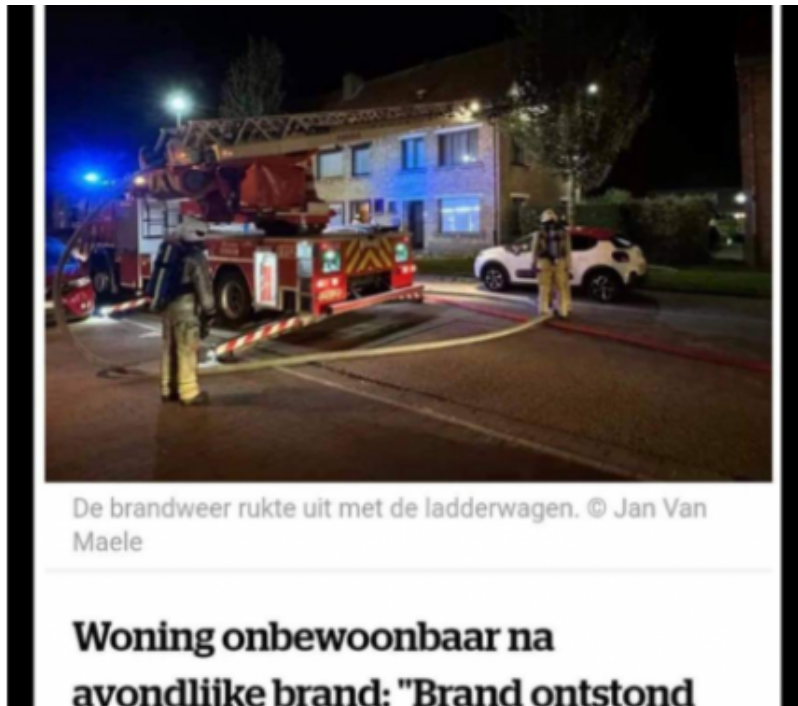 De brandweer rukte uit met de ladderwagen. © Jan Van
Maele
Woning onbewoonbaar na
avondlijke brand: "Brand ontstond